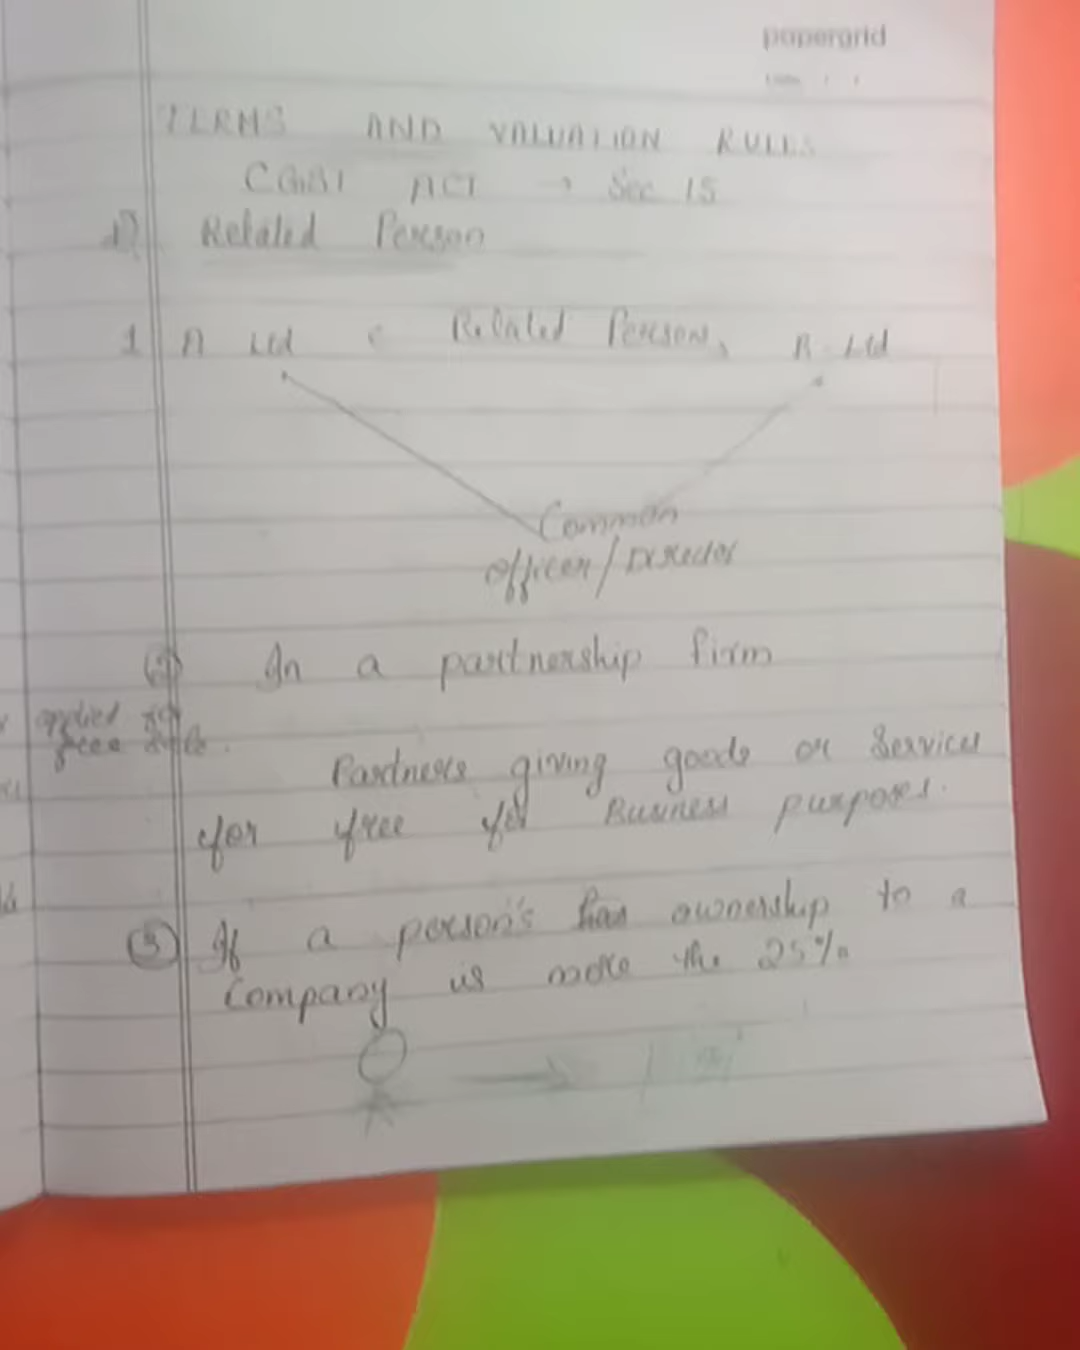 papergrid
TERMS AND VALUATION RULES
CGST ACT → Sec 15
1) Related Person
1 A Ltd Related Person, B Ltd
Common
officer/Director
(2) In a partnership firm
applied
free
Partners giving goods or Services
for free for Business purposes.
(3) If a person's has ownership to a
Company is more the 25%